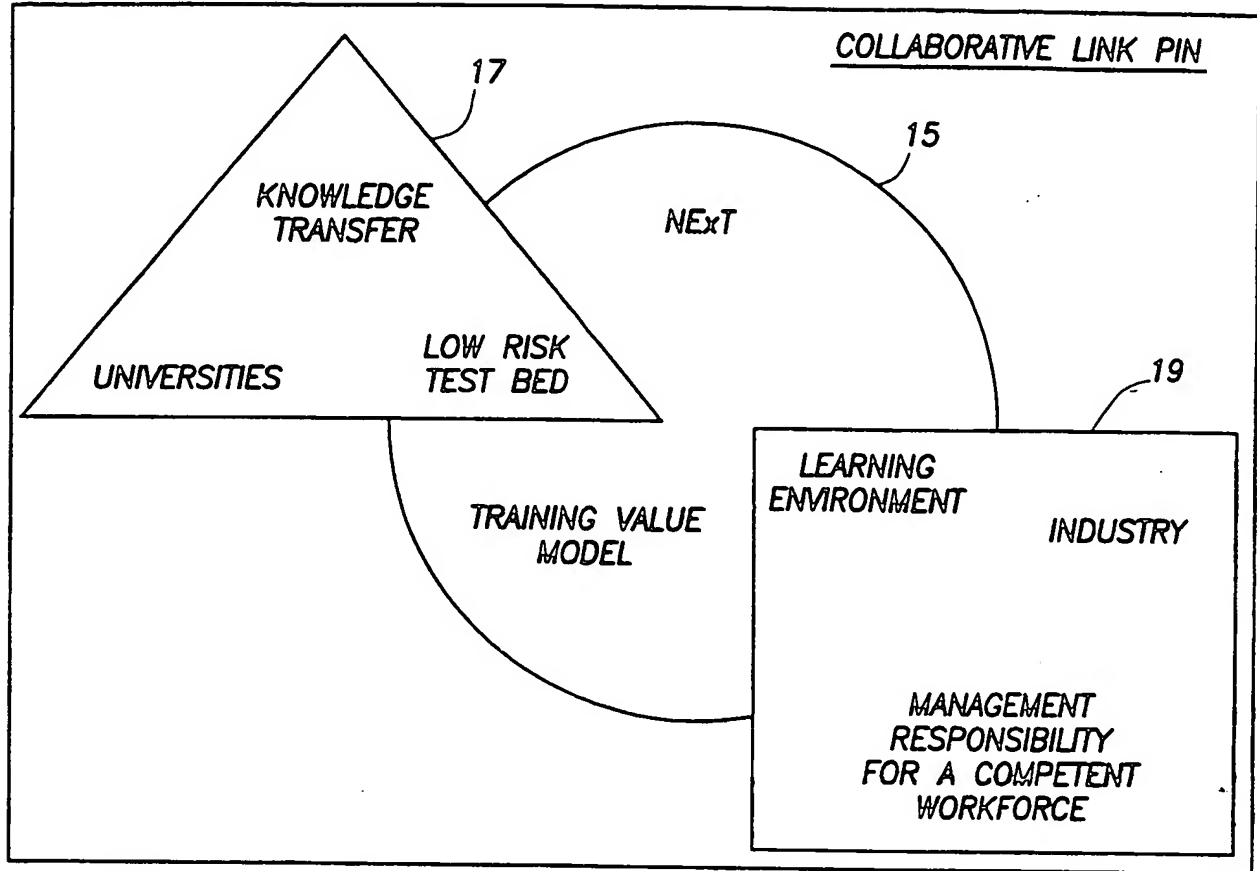 COLLABORATIVE LINK PIN
17
15
KNOWLEDGE
TRANSFER
NExT
UNIVERSITIES
LOW RISK
TEST BED
19
LEARNING
ENVIRONMENT
INDUSTRY
TRAINING VALUE
MODEL
MANAGEMENT
RESPONSIBILITY
FOR A COMPETENT
WORKFORCE